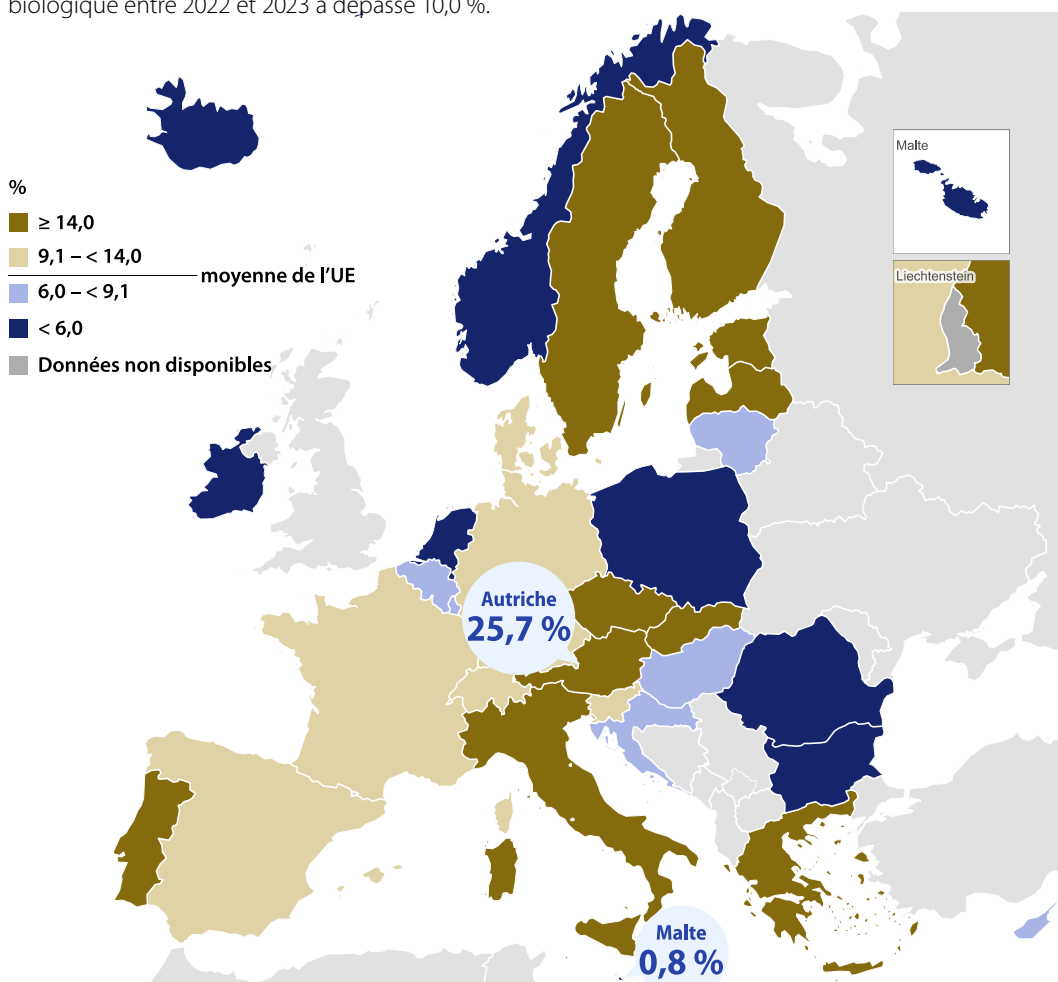 biologique entre 2022 et 2023 a dépassé 10,0 %.
%
≥ 14,0
9,1 – < 14,0
moyenne de l’UE
6,0 – < 9,1
< 6,0
Données non disponibles
Malte
Liechtenstein
Autriche
25,7 %
Malte
0,8 %